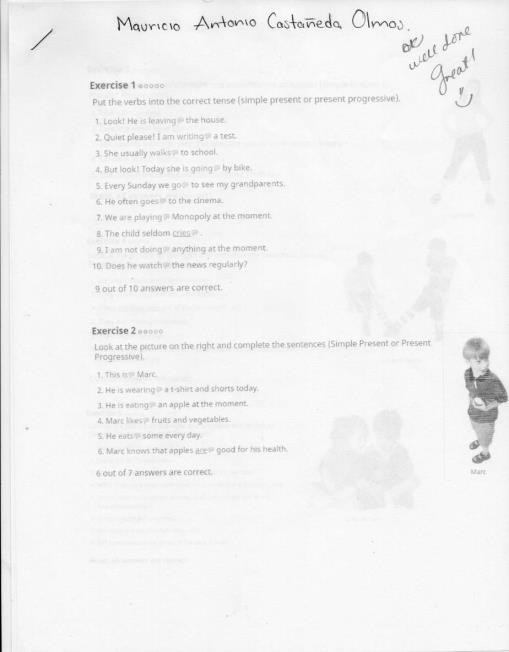 Mauricio Antonio Castañeda Olmos.
ok
well done
Great!
Exercise 1
Put the verbs into the correct tense (simple present or present progressive).
1. Look! He is leaving the house.
2. Quiet please! I am writing a test.
3. She usually walks to school.
4. But look! Today she is going by bike.
5. Every Sunday we go to see my grandparents.
6. He often goes to the cinema.
7. We are playing Monopoly at the moment.
8. The child seldom cries .
9. I am not doing anything at the moment.
10. Does he watch the news regularly?
9 out of 10 answers are correct.
Exercise 2
Look at the picture on the right and complete the sentences (Simple Present or Present
Progressive).
1. This is Marc.
2. He is wearing a t-shirt and shorts today.
3. He is eating an apple at the moment.
4. Marc likes fruits and vegetables.
5. He eats some every day.
6. Marc knows that apples are good for his health.
6 out of 7 answers are correct.
Marc